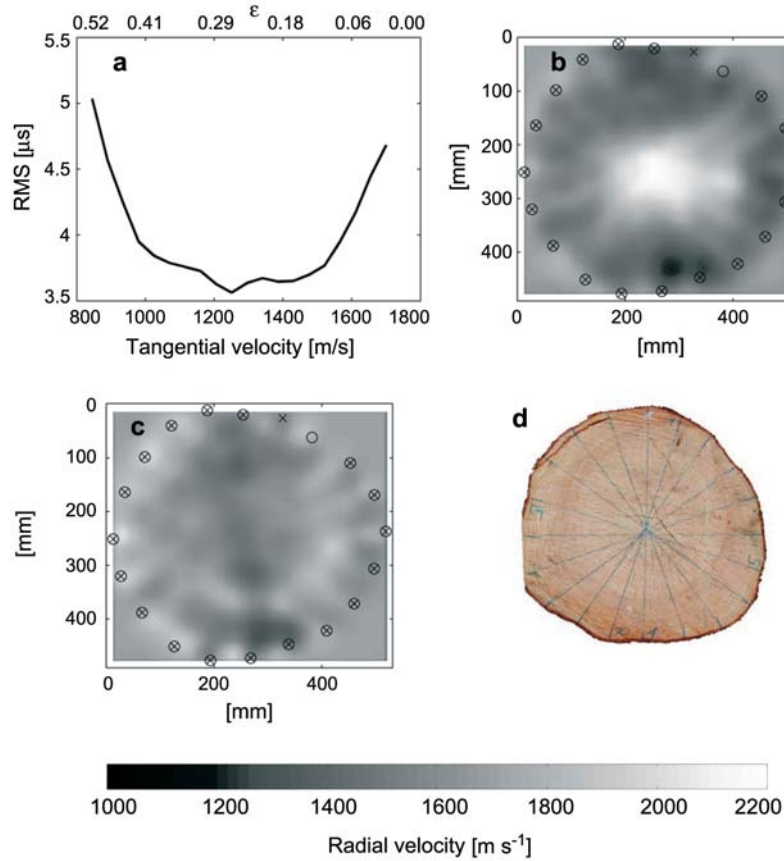 ε
0.52 0.41 0.29 0.18 0.06 0.00
a
5.5
5
4.5
4
3.5
RMS [µs]
800 1000 1200 1400 1600 1800
Tangential velocity [m/s]
b
0
100
200
300
400
[mm]
0 200 400
[mm]
c
0
100
200
300
400
[mm]
0 200 400
[mm]
d
1000 1200 1400 1600 1800 2000 2200
Radial velocity [m s⁻¹]